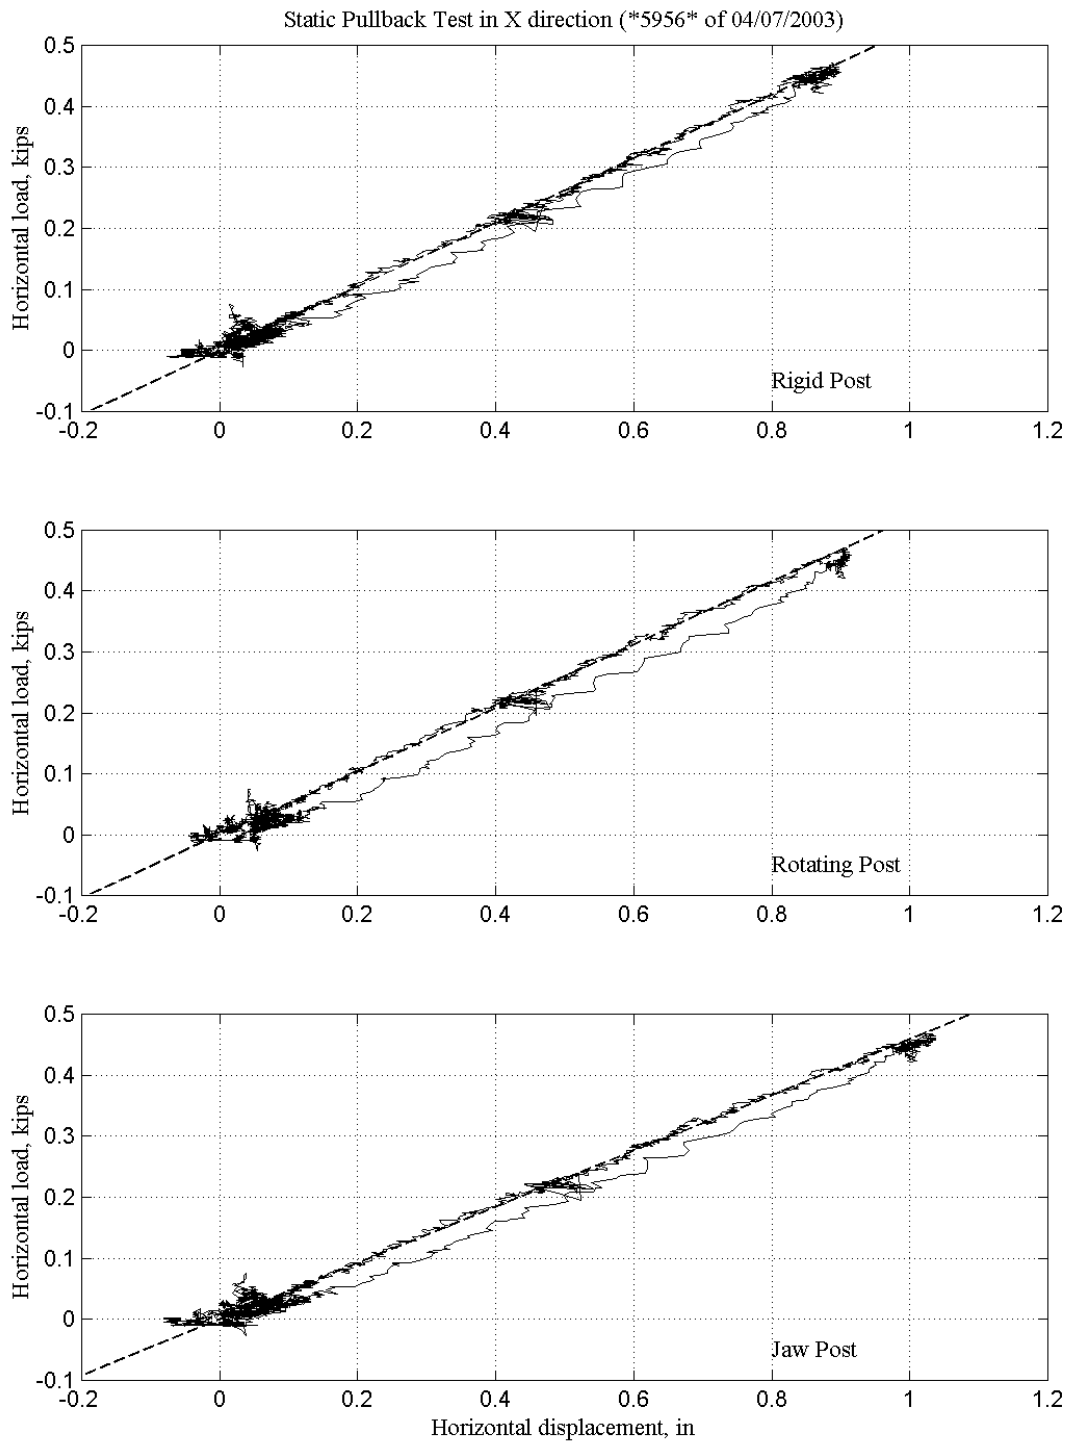 Static Pullback Test in X direction (*5956* of 04/07/2003)
0.5
0.4
0.3
0.2
0.1
0
-0.1
Horizontal load, kips
Rigid Post
-0.2 0 0.2 0.4 0.6 0.8 1 1.2
0.5
0.4
0.3
0.2
0.1
0
-0.1
Horizontal load, kips
Rotating Post
-0.2 0 0.2 0.4 0.6 0.8 1 1.2
0.5
0.4
0.3
0.2
0.1
0
-0.1
Horizontal load, kips
Jaw Post
-0.2 0 0.2 0.4 0.6 0.8 1 1.2
Horizontal displacement, in